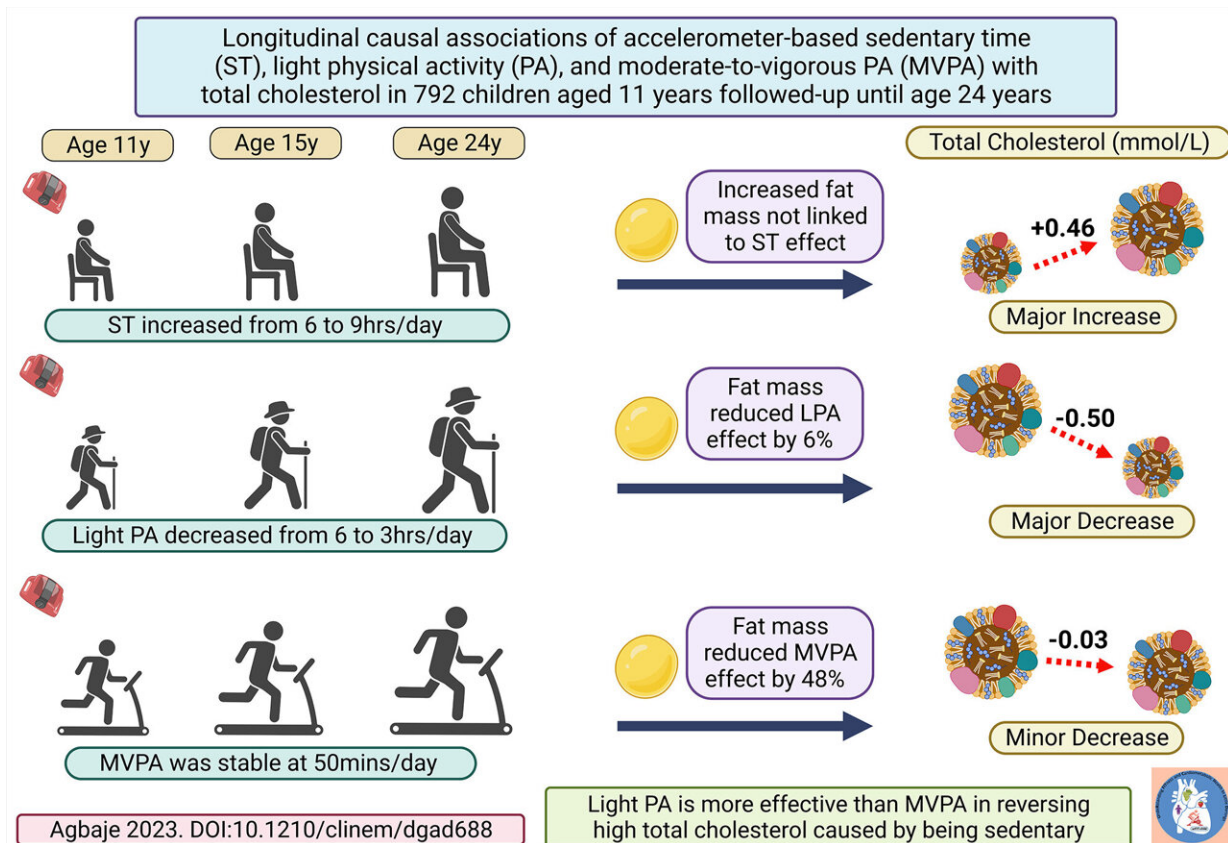 Longitudinal causal associations of accelerometer-based sedentary time
(ST), light physical activity (PA), and moderate-to-vigorous PA (MVPA) with
total cholesterol in 792 children aged 11 years followed-up until age 24 years
Age 11y
Age 15y
Age 24y
Total Cholesterol (mmol/L)
Increased fat
mass not linked
to ST effect
+0.46
ST increased from 6 to 9hrs/day
Major Increase
Fat mass
reduced LPA
effect by 6%
-0.50
Light PA decreased from 6 to 3hrs/day
Major Decrease
Fat mass
reduced MVPA
effect by 48%
-0.03
MVPA was stable at 50mins/day
Minor Decrease
Agbaje 2023. DOI:10.1210/clinem/dgad688
Light PA is more effective than MVPA in reversing
high total cholesterol caused by being sedentary